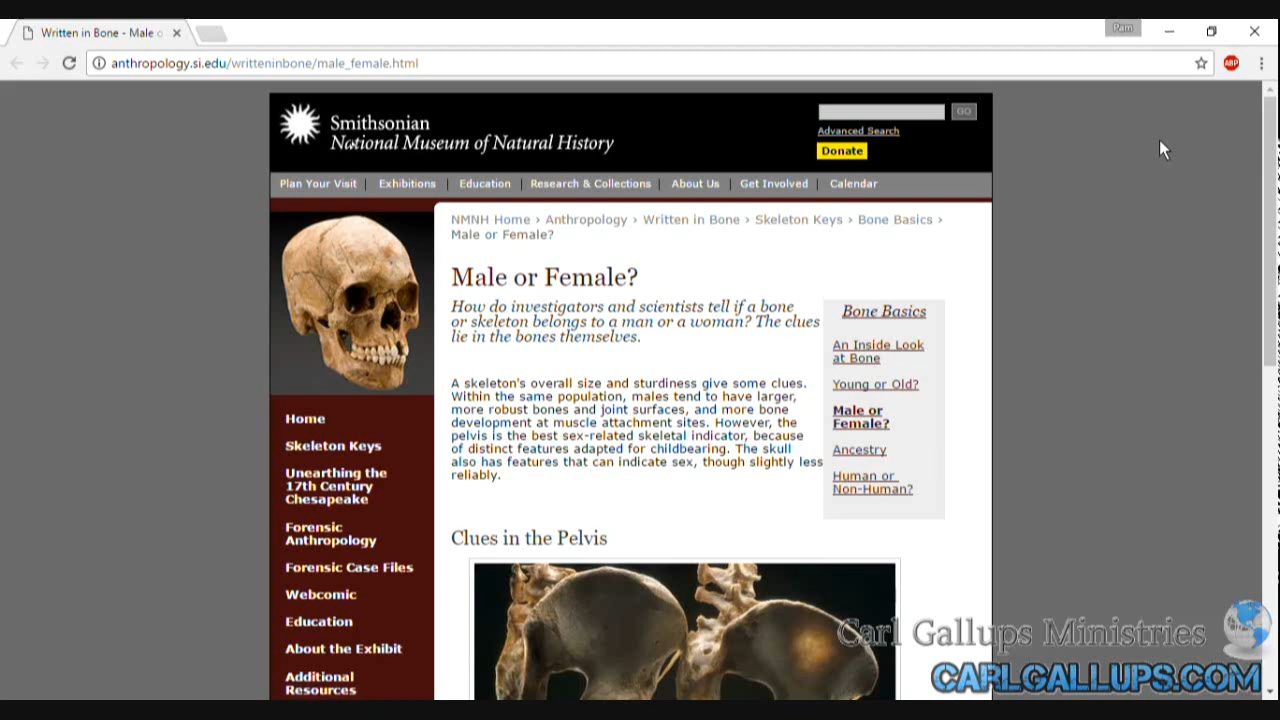 Written in Bone - Male o
Pam
anthropology.si.edu/writteninbone/male_female.html
ABP
Smithsonian
National Museum of Natural History
GO
Advanced Search
Donate
Plan Your Visit | Exhibitions | Education | Research & Collections | About Us | Get Involved | Calendar
NMNH Home › Anthropology › Written in Bone › Skeleton Keys › Bone Basics ›
Male or Female?
Male or Female?
How do investigators and scientists tell if a bone
or skeleton belongs to a man or a woman? The clues
lie in the bones themselves.
A skeleton's overall size and sturdiness give some clues.
Within the same population, males tend to have larger,
more robust bones and joint surfaces, and more bone
development at muscle attachment sites. However, the
pelvis is the best sex-related skeletal indicator, because
of distinct features adapted for childbearing. The skull
also has features that can indicate sex, though slightly less
reliably.
Bone Basics
An Inside Look
at Bone
Young or Old?
Male or
Female?
Ancestry
Human or
Non-Human?
Home
Skeleton Keys
Unearthing the
17th Century
Chesapeake
Forensic
Anthropology
Forensic Case Files
Webcomic
Education
About the Exhibit
Additional
Resources
Clues in the Pelvis
Carl Gallups Ministries
CARLGALLUPS.COM